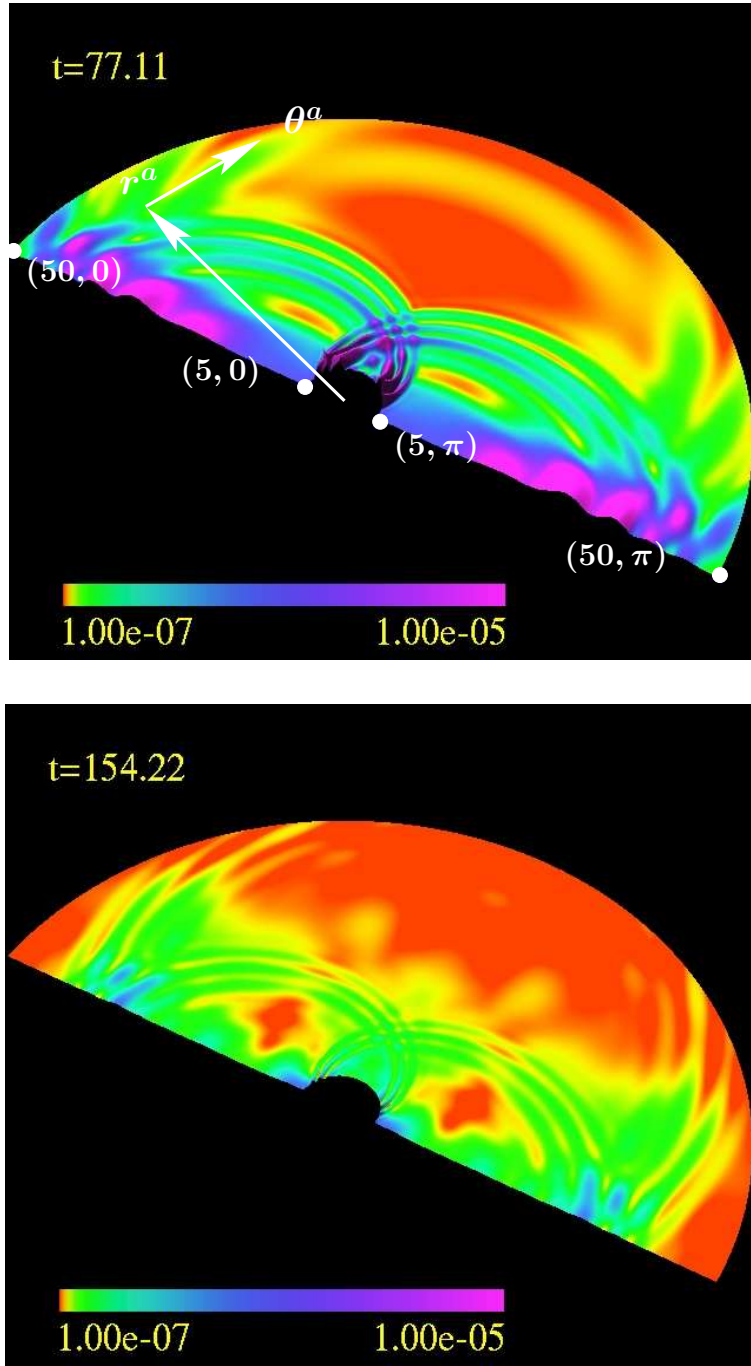 t=77.11
θ^a
r^a
(50, 0)
(5, 0)
(5, π)
(50, π)
1.00e-07 1.00e-05
t=154.22
1.00e-07 1.00e-05